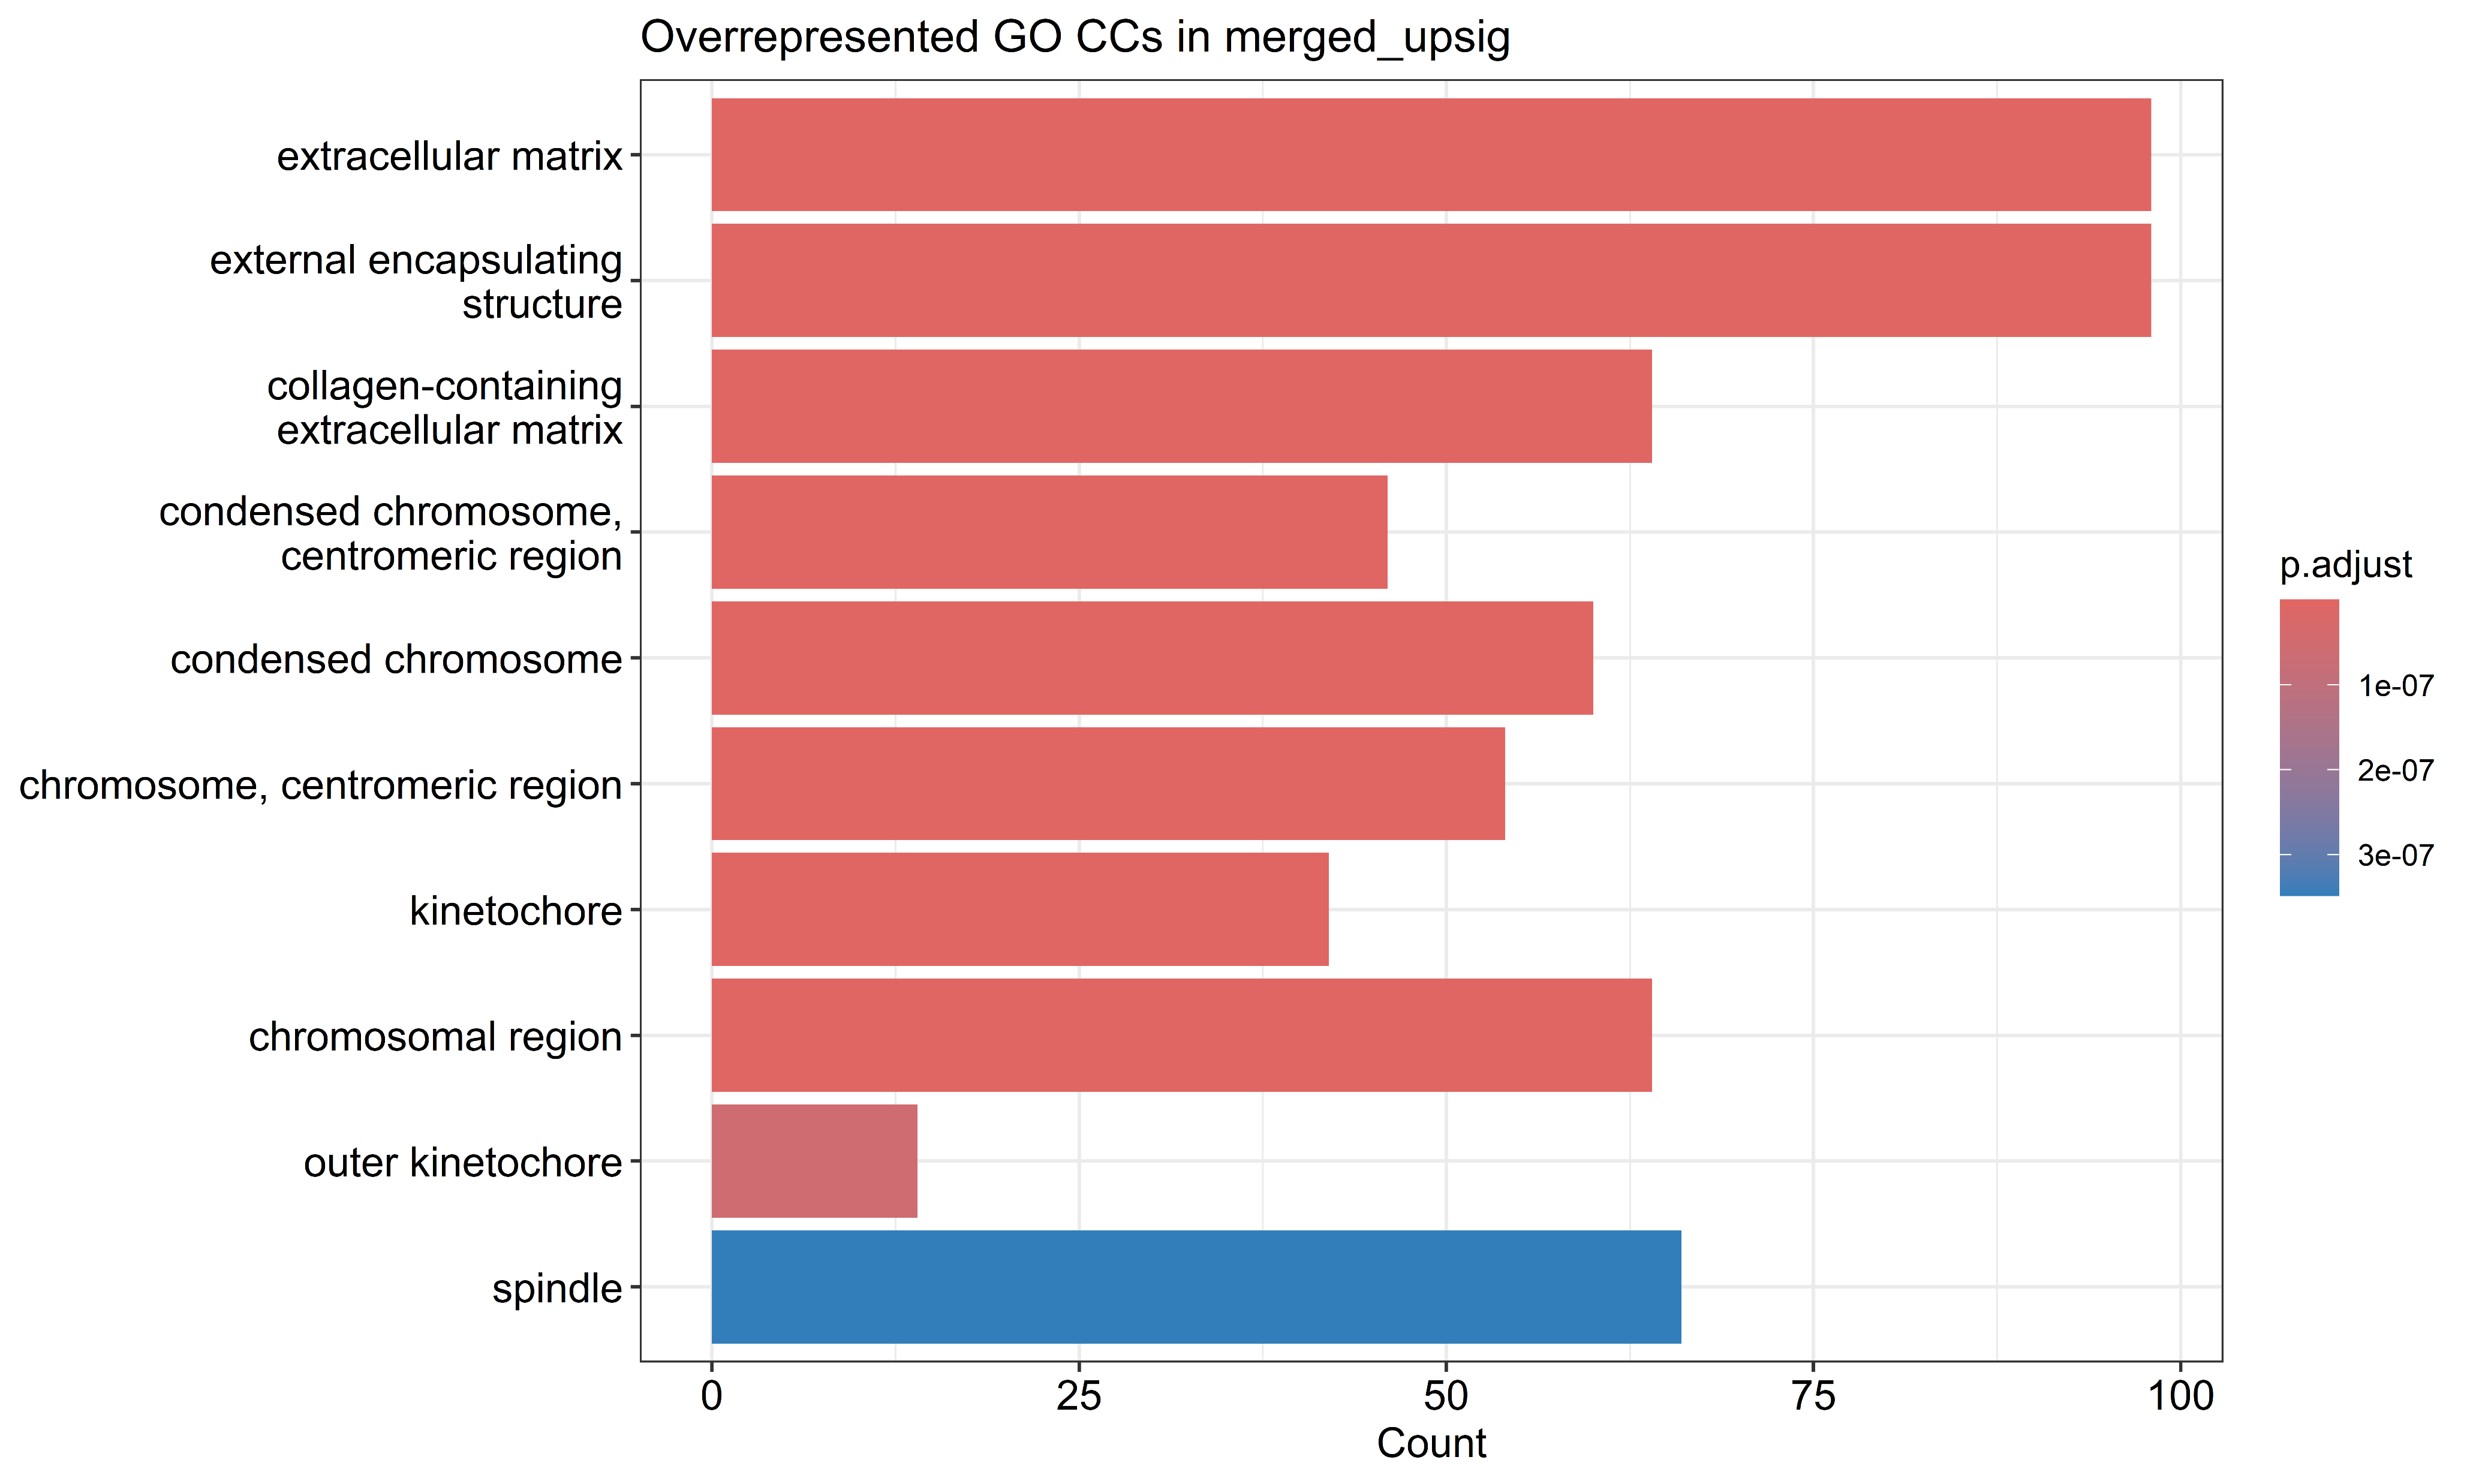 Overrepresented GO CCs in merged_upsig
extracellular matrix
external encapsulating
structure
collagen-containing
extracellular matrix
condensed chromosome,
centromeric region
condensed chromosome
chromosome, centromeric region
kinetochore
chromosomal region
outer kinetochore
spindle
0 25 50 75 100
Count
p.adjust
1e-07
2e-07
3e-07